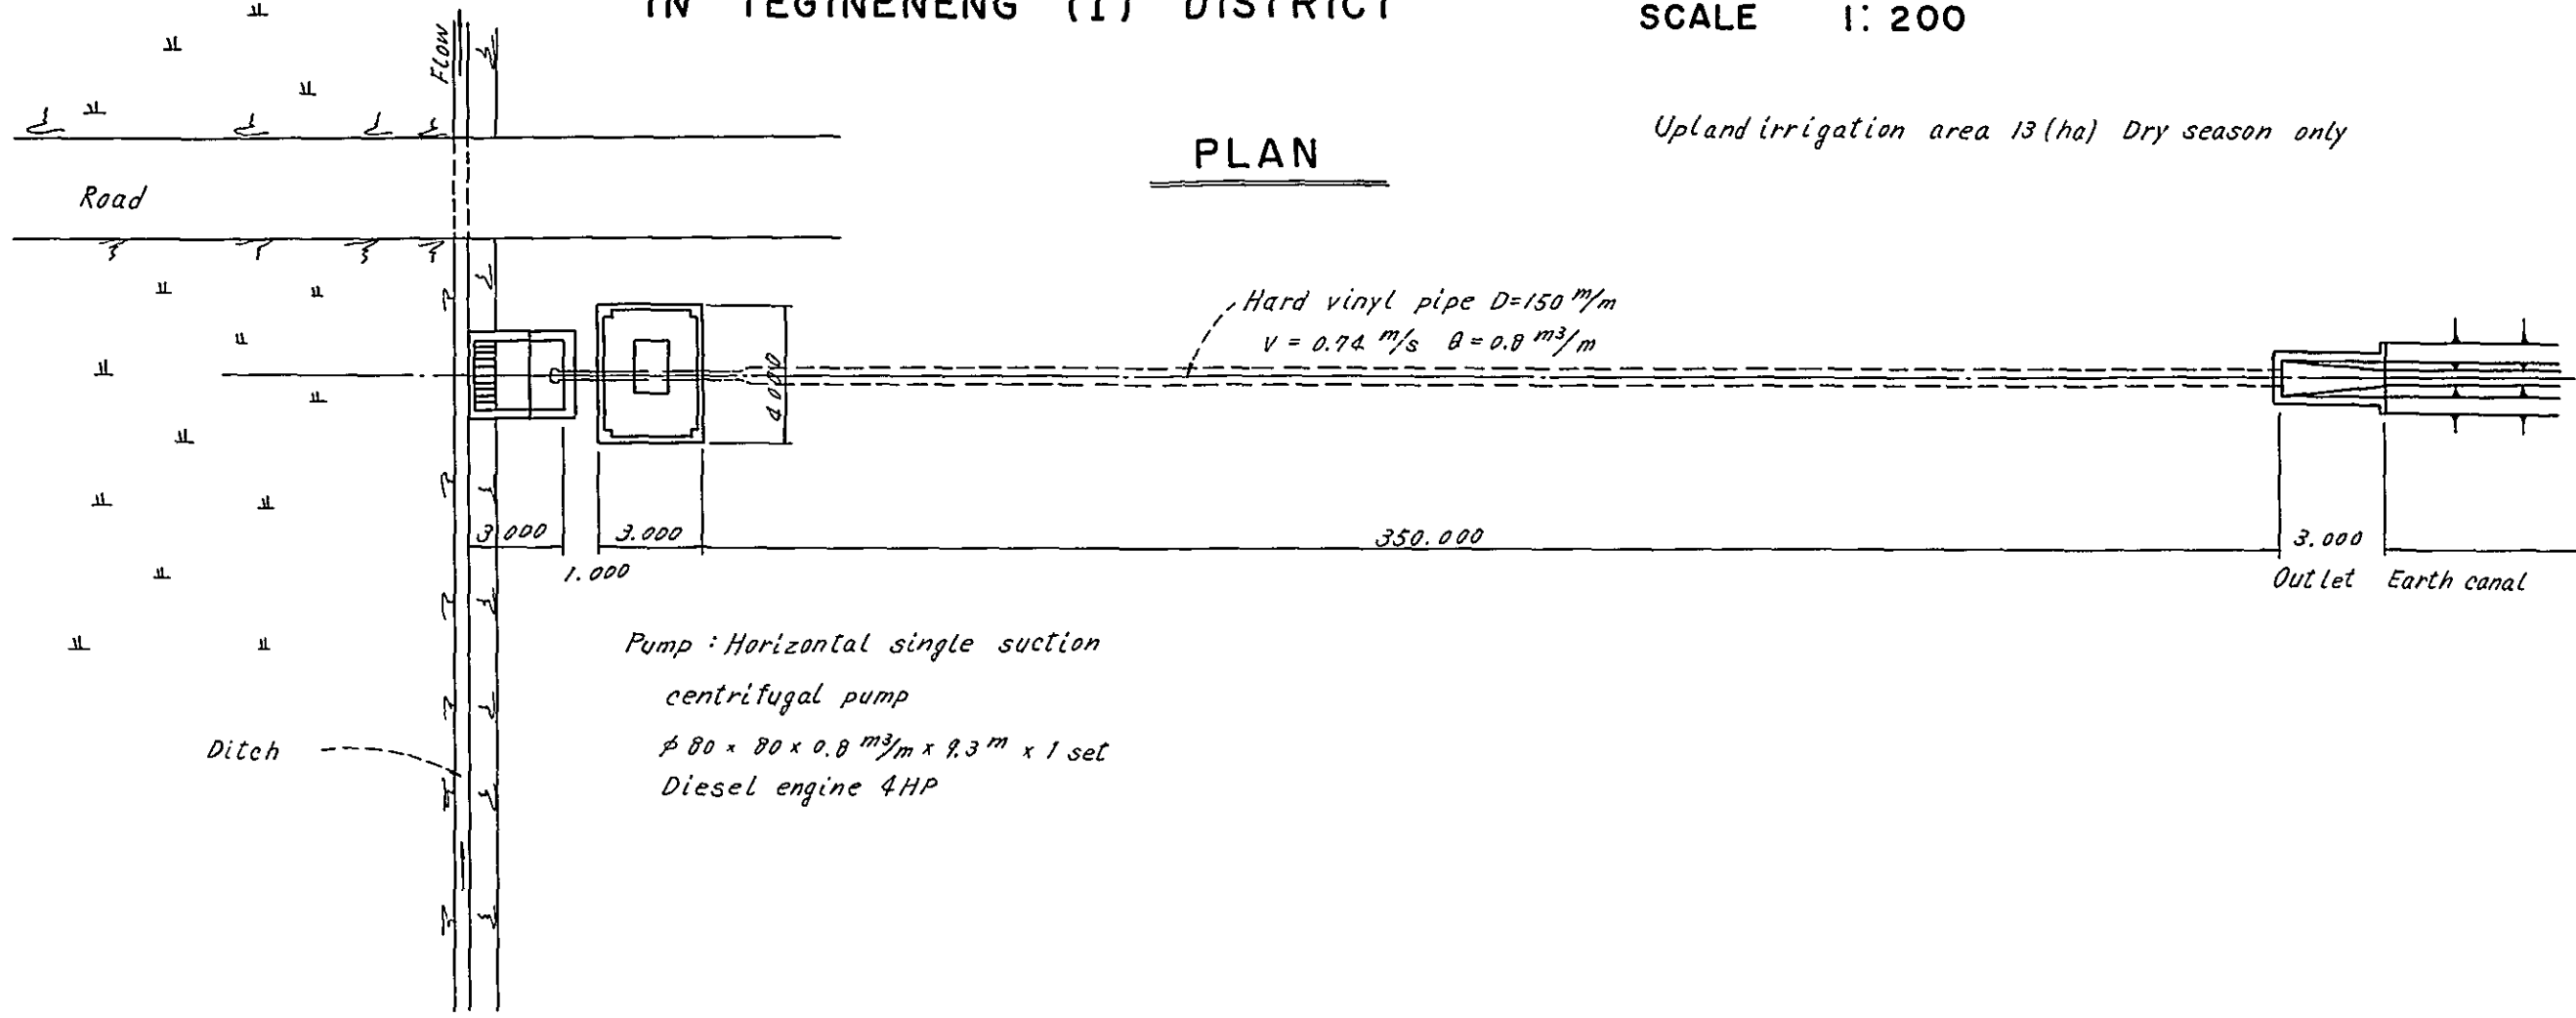 IN TEGINENENG (I) DISTRICT
SCALE 1: 200
Flow
Upland irrigation area 13 (ha) Dry season only
PLAN
Road
Hard vinyl pipe D=150 m/m
V = 0.74 m/s Q = 0.8 m3/m
4.000
3.000
3.000
350.000
3.000
1.000
Outlet
Earth canal
Pump : Horizontal single suction
centrifugal pump
φ 80 × 80 × 0.8 m3/m × 9.3 m × 1 set
Diesel engine 4HP
Ditch